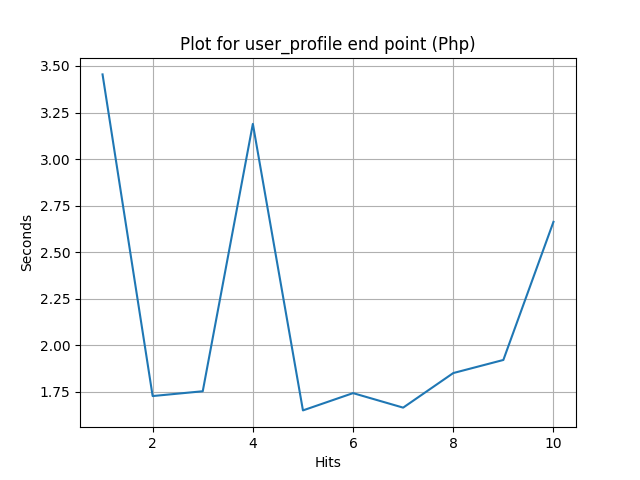 Plot for user_profile end point (Php)
3.50
3.25
3.00
2.75
2.50
2.25
2.00
1.75
Seconds
2 4 6 8 10
Hits